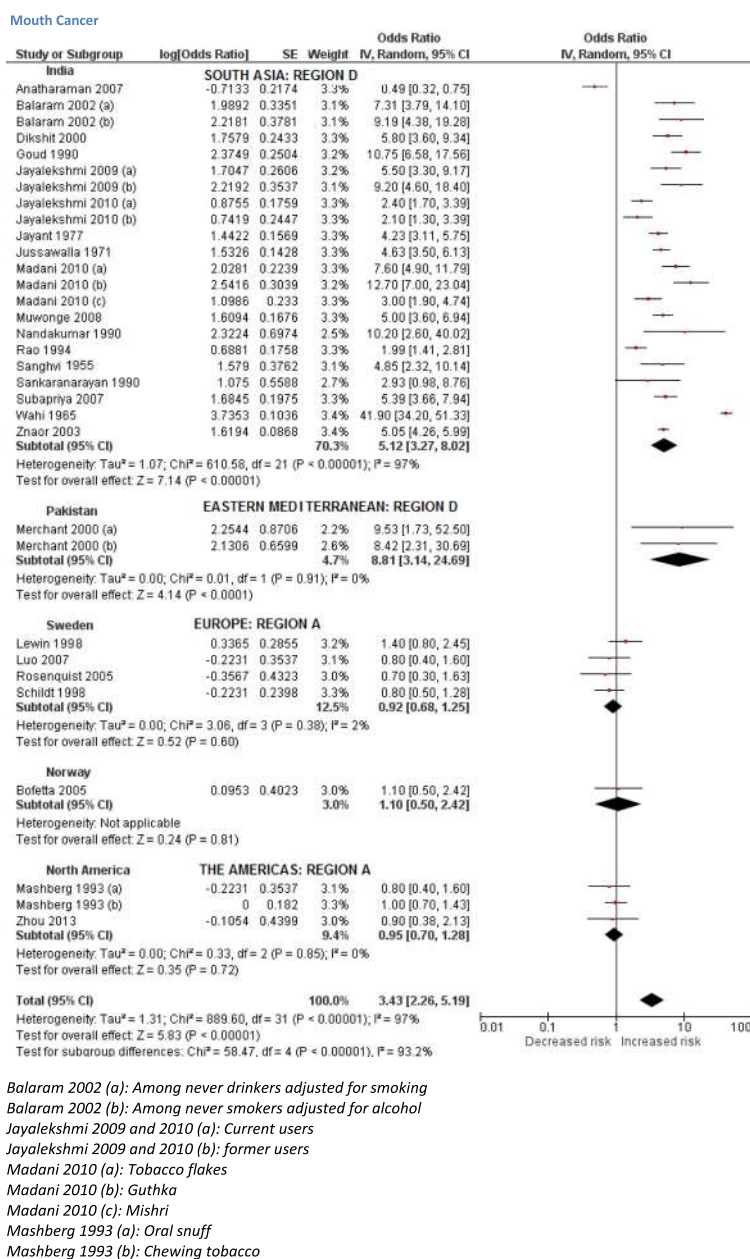 Mouth Cancer
Odds Ratio Odds Ratio
Study or Subgroup log[Odds Ratio] SE Weight IV, Random, 95% CI IV, Random, 95% CI
India SOUTH ASIA: REGION D
Anatharaman 2007 -0.7133 0.2174 3.3% 0.49 [0.32, 0.75]
Balaram 2002 (a) 1.9892 0.3351 3.1% 7.31 [3.79, 14.10]
Balaram 2002 (b) 2.2181 0.3781 3.1% 9.19 [4.38, 19.28]
Dikshit 2000 1.7579 0.2433 3.3% 5.80 [3.60, 9.34]
Goud 1990 2.3749 0.2504 3.2% 10.75 [6.58, 17.56]
Jayalekshmi 2009 (a) 1.7047 0.2606 3.2% 5.50 [3.30, 9.17]
Jayalekshmi 2009 (b) 2.2192 0.3537 3.1% 9.20 [4.60, 18.40]
Jayalekshmi 2010 (a) 0.8755 0.1759 3.3% 2.40 [1.70, 3.39]
Jayalekshmi 2010 (b) 0.7419 0.2447 3.3% 2.10 [1.30, 3.39]
Jayant 1977 1.4422 0.1569 3.3% 4.23 [3.11, 5.75]
Jussawalla 1971 1.5326 0.1428 3.3% 4.63 [3.50, 6.13]
Madani 2010 (a) 2.0281 0.2239 3.3% 7.60 [4.90, 11.79]
Madani 2010 (b) 2.5416 0.3039 3.2% 12.70 [7.00, 23.04]
Madani 2010 (c) 1.0986 0.233 3.3% 3.00 [1.90, 4.74]
Muwonge 2008 1.6094 0.1676 3.3% 5.00 [3.60, 6.94]
Nandakumar 1990 2.3224 0.6974 2.5% 10.20 [2.60, 40.02]
Rao 1994 0.6881 0.1758 3.3% 1.99 [1.41, 2.81]
Sanghvi 1955 1.579 0.3762 3.1% 4.85 [2.32, 10.14]
Sankaranarayan 1990 1.075 0.5588 2.7% 2.93 [0.98, 8.76]
Subapriya 2007 1.6845 0.1975 3.3% 5.39 [3.66, 7.94]
Wahi 1965 3.7353 0.1036 3.4% 41.90 [34.20, 51.33]
Znaor 2003 1.6194 0.0868 3.4% 5.05 [4.26, 5.99]
Subtotal (95% CI) 70.3% 5.12 [3.27, 8.02]
Heterogeneity: Tau² = 1.07; Chi² = 610.58, df = 21 (P < 0.00001); I² = 97%
Test for overall effect: Z = 7.14 (P < 0.00001)
Pakistan EASTERN MEDITERRANEAN: REGION D
Merchant 2000 (a) 2.2544 0.8706 2.2% 9.53 [1.73, 52.50]
Merchant 2000 (b) 2.1306 0.6599 2.6% 8.42 [2.31, 30.69]
Subtotal (95% CI) 4.7% 8.81 [3.14, 24.69]
Heterogeneity: Tau² = 0.00; Chi² = 0.01, df = 1 (P = 0.91); I² = 0%
Test for overall effect: Z = 4.14 (P < 0.0001)
Sweden EUROPE: REGION A
Lewin 1998 0.3365 0.2855 3.2% 1.40 [0.80, 2.45]
Luo 2007 -0.2231 0.3537 3.1% 0.80 [0.40, 1.60]
Rosenquist 2005 -0.3567 0.4323 3.0% 0.70 [0.30, 1.63]
Schildt 1998 -0.2231 0.2398 3.3% 0.80 [0.50, 1.28]
Subtotal (95% CI) 12.5% 0.92 [0.68, 1.25]
Heterogeneity: Tau² = 0.00; Chi² = 3.06, df = 3 (P = 0.38); I² = 2%
Test for overall effect: Z = 0.52 (P = 0.60)
Norway
Bofetta 2005 0.0953 0.4023 3.0% 1.10 [0.50, 2.42]
Subtotal (95% CI) 3.0% 1.10 [0.50, 2.42]
Heterogeneity: Not applicable
Test for overall effect: Z = 0.24 (P = 0.81)
North America THE AMERICAS: REGION A
Mashberg 1993 (a) -0.2231 0.3537 3.1% 0.80 [0.40, 1.60]
Mashberg 1993 (b) 0 0.182 3.3% 1.00 [0.70, 1.43]
Zhou 2013 -0.1054 0.4399 3.0% 0.90 [0.38, 2.13]
Subtotal (95% CI) 9.4% 0.95 [0.70, 1.28]
Heterogeneity: Tau² = 0.00; Chi² = 0.33, df = 2 (P = 0.85); I² = 0%
Test for overall effect: Z = 0.35 (P = 0.72)
Total (95% CI) 100.0% 3.43 [2.26, 5.19]
Heterogeneity: Tau² = 1.31; Chi² = 889.60, df = 31 (P < 0.00001); I² = 97%
Test for overall effect: Z = 5.83 (P < 0.00001)
Test for subgroup differences: Chi² = 58.47, df = 4 (P < 0.00001), I² = 93.2%
0.01 0.1 1 10 100
Decreased risk Increased risk
Balaram 2002 (a): Among never drinkers adjusted for smoking
Balaram 2002 (b): Among never smokers adjusted for alcohol
Jayalekshmi 2009 and 2010 (a): Current users
Jayalekshmi 2009 and 2010 (b): former users
Madani 2010 (a): Tobacco flakes
Madani 2010 (b): Guthka
Madani 2010 (c): Mishri
Mashberg 1993 (a): Oral snuff
Mashberg 1993 (b): Chewing tobacco